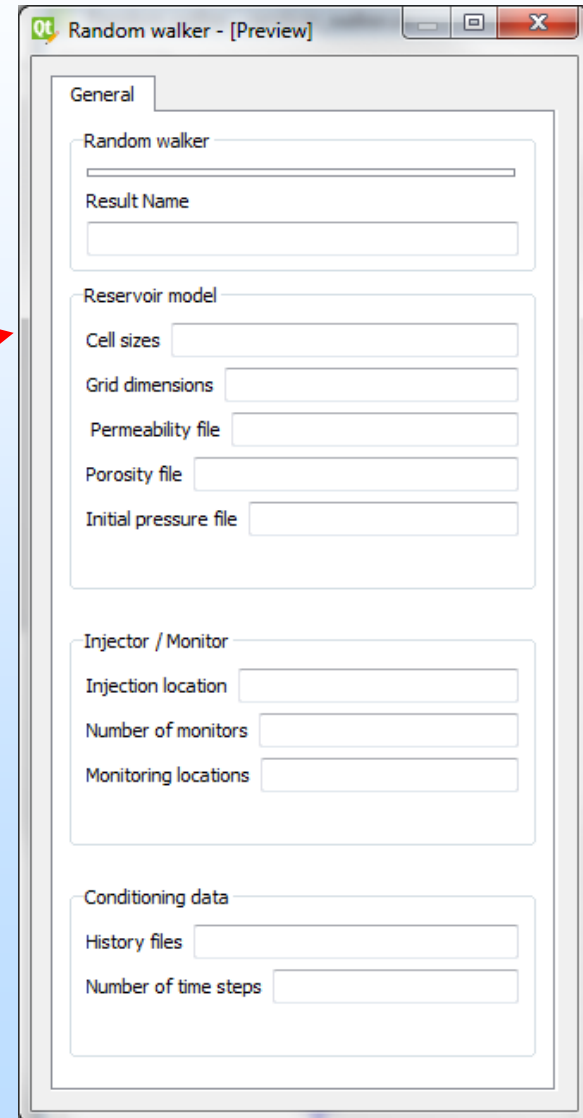 Qt Random walker - [Preview]
General
Random walker
Result Name
Reservoir model
Cell sizes
Grid dimensions
Permeability file
Porosity file
Initial pressure file
Injector / Monitor
Injection location
Number of monitors
Monitoring locations
Conditioning data
History files
Number of time steps